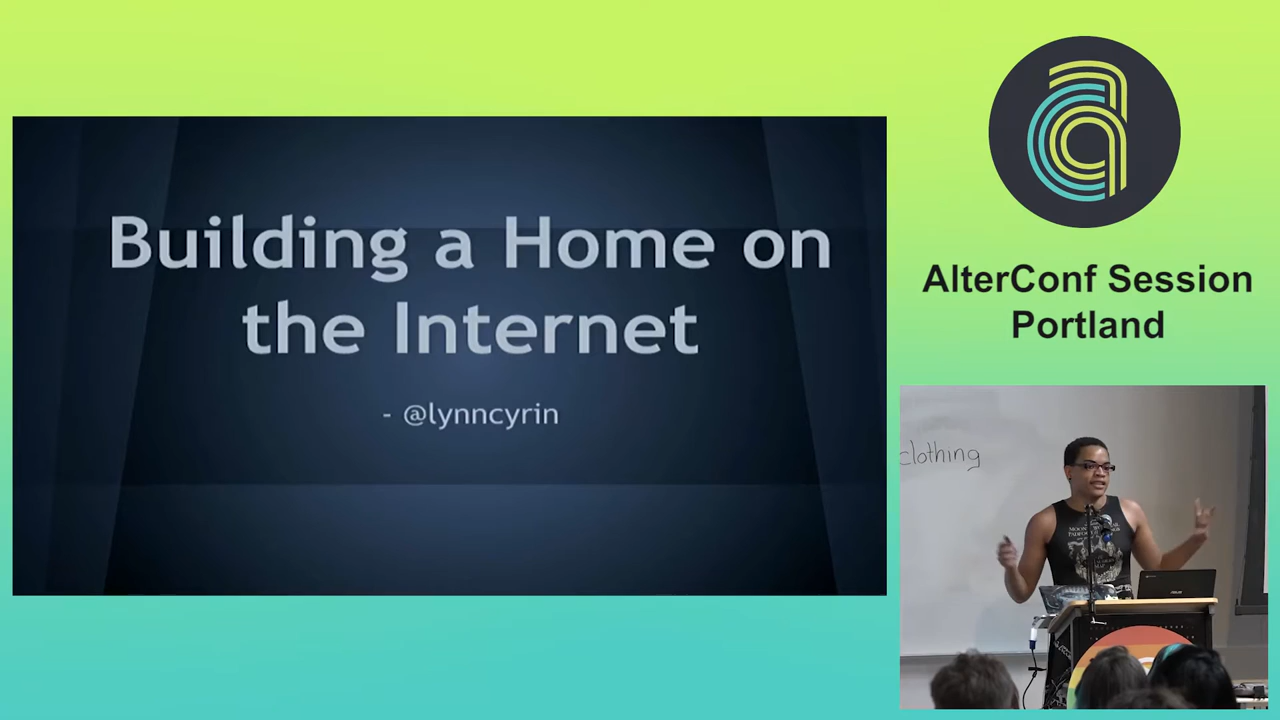 Building a Home on
the Internet
- @lynncyrin
AlterConf Session
Portland
clothing